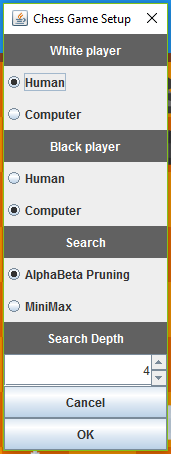 Chess Game Setup
White player
Human
Computer
Black player
Human
Computer
Search
AlphaBeta Pruning
MiniMax
Search Depth
4
Cancel
OK